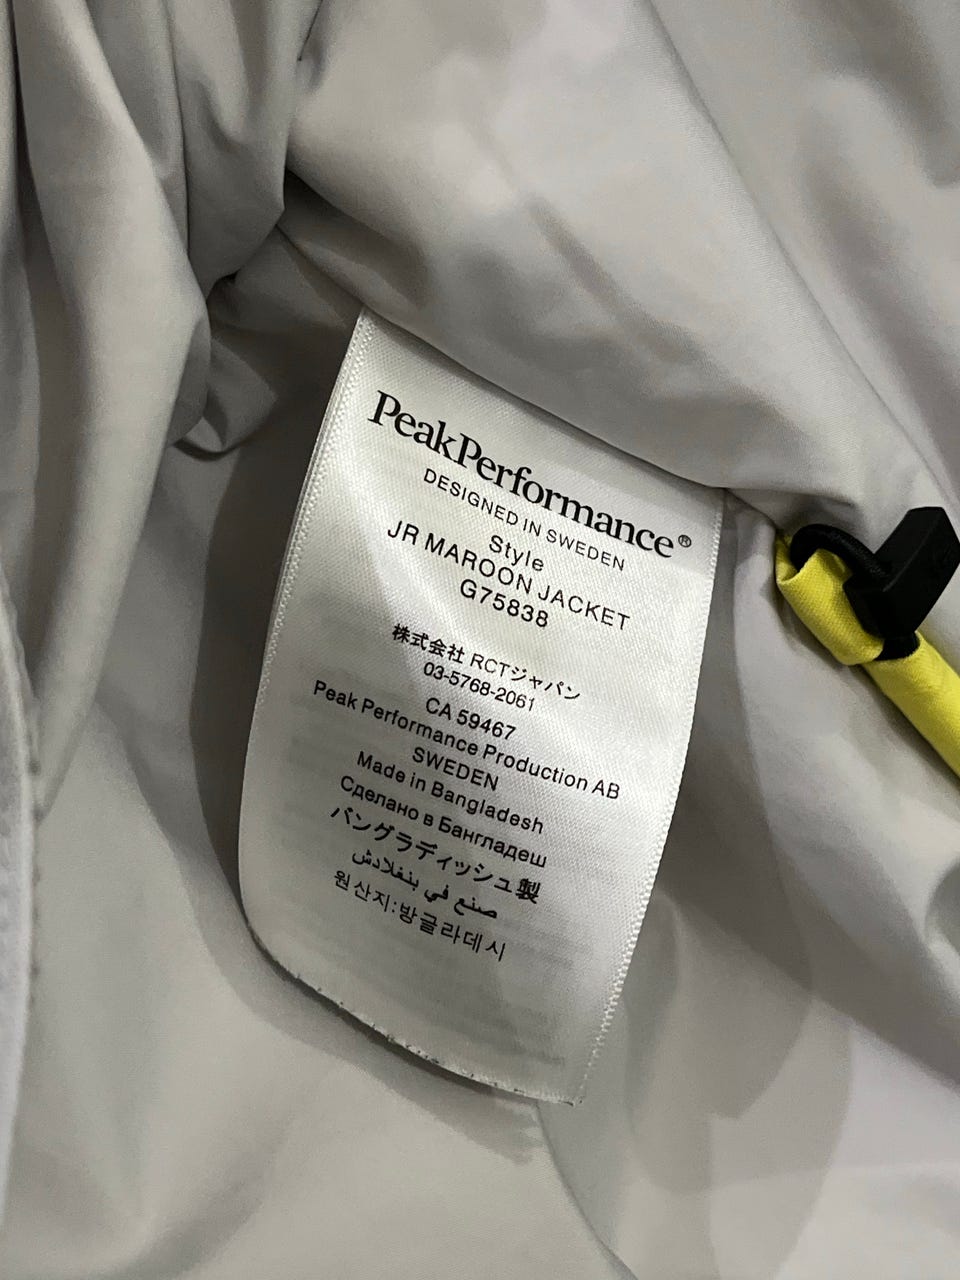 PeakPerformance®
DESIGNED IN SWEDEN
Style
JR MAROON JACKET
G75838
株式会社 RCTジャパン
03-5768-2061
CA 59467
Peak Performance Production AB
SWEDEN
Made in Bangladesh
Сделано в Бангладеш
バングラディッシュ製
صنع في بنغلادش
원산지:방글라데시